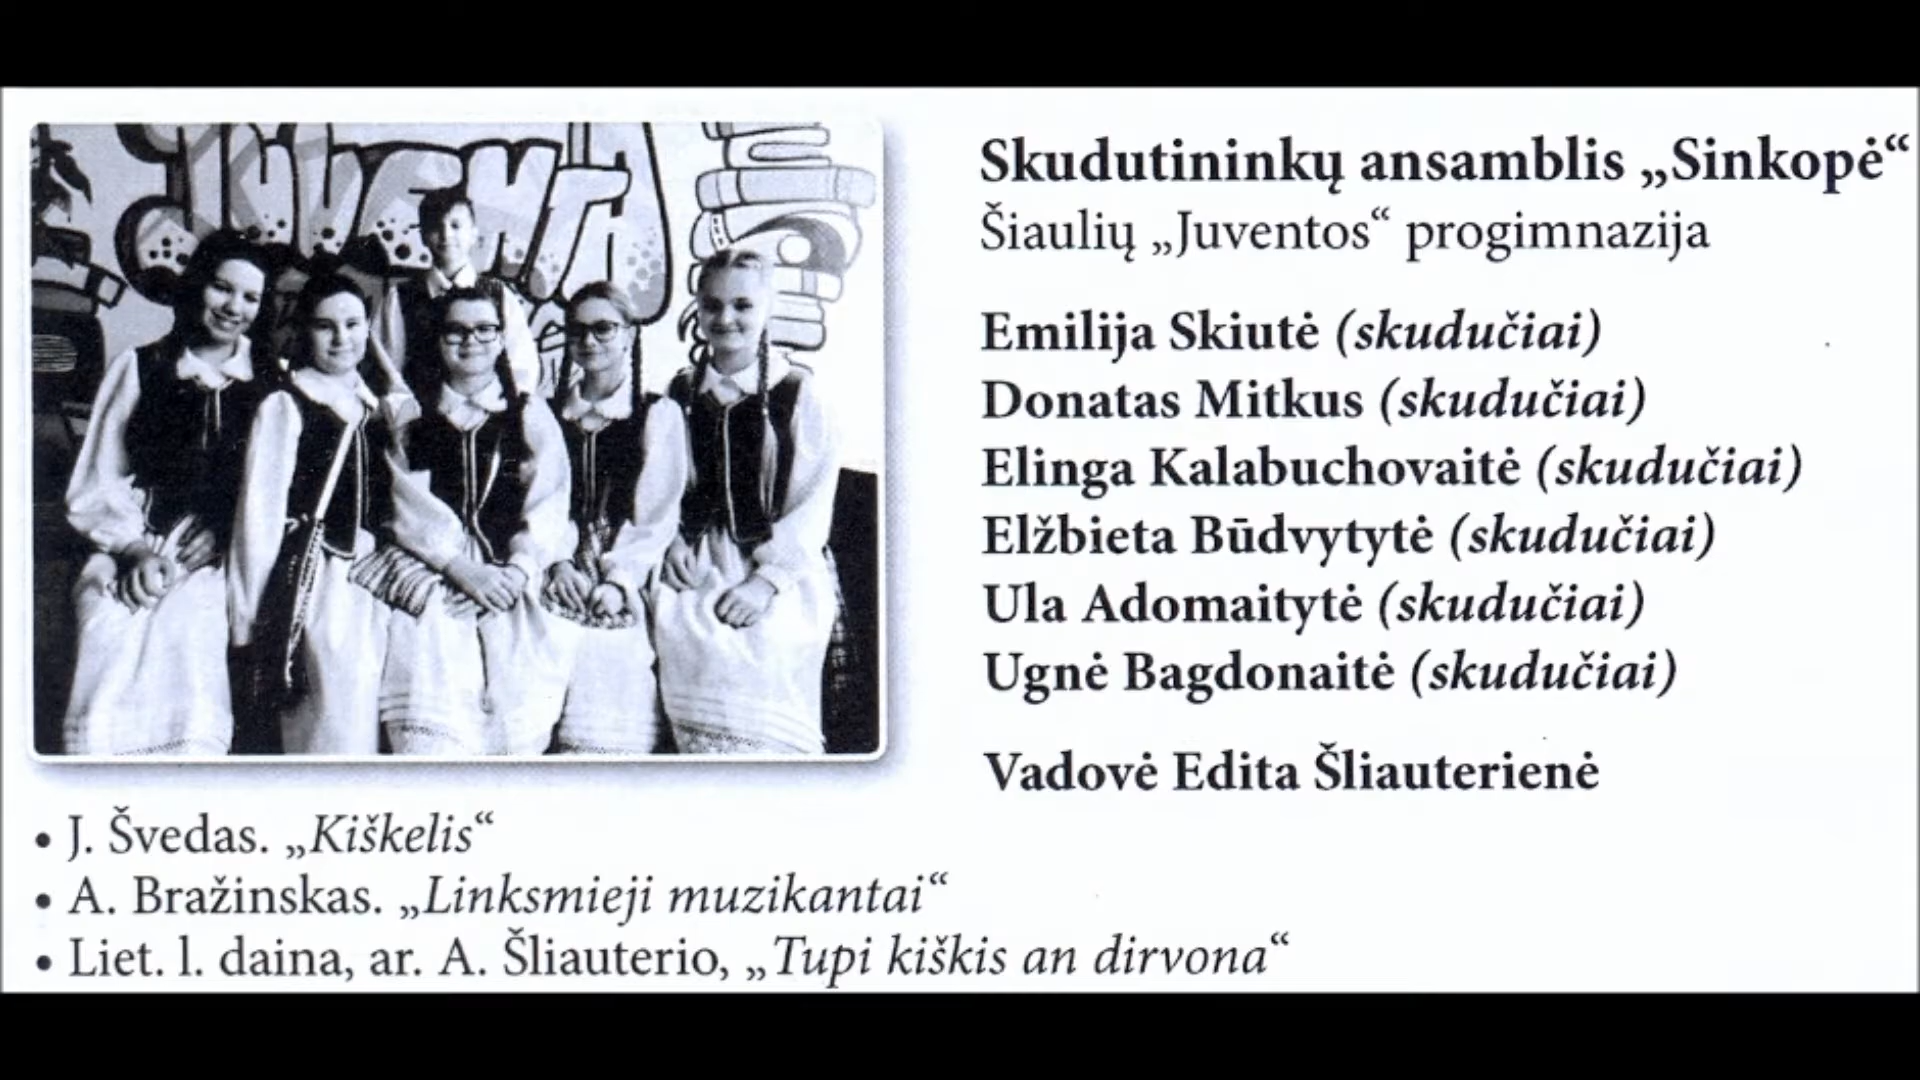 JUVENTA
Skudutininkų ansamblis „Sinkopė“
Šiaulių „Juventos“ progimnazija
Emilija Skiutė (skudučiai)
Donatas Mitkus (skudučiai)
Elinga Kalabuchovaitė (skudučiai)
Elžbieta Būdvytytė (skudučiai)
Ula Adomaitytė (skudučiai)
Ugnė Bagdonaitė (skudučiai)
Vadovė Edita Šliauterienė
• J. Švedas. „Kiškelis“
• A. Bražinskas. „Linksmieji muzikantai“
• Liet. l. daina, ar. A. Šliauterio, „Tupi kiškis an dirvona“